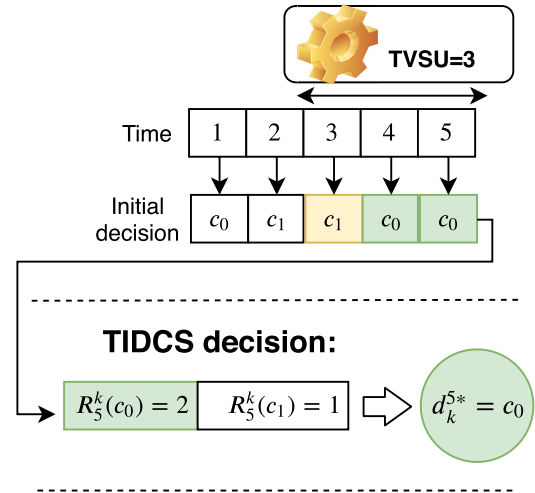 TVSU=3
Time 1 2 3 4 5
Initial decision c₀ c₁ c₁ c₀ c₀
TIDCS decision:
R₅ᵏ(c₀) = 2 R₅ᵏ(c₁) = 1 dₖ⁵* = c₀